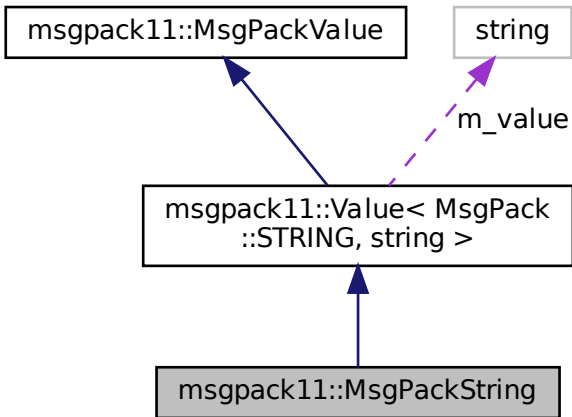 msgpack11::MsgPackValue
string
m_value
msgpack11::Value< MsgPack
::STRING, string >
msgpack11::MsgPackString